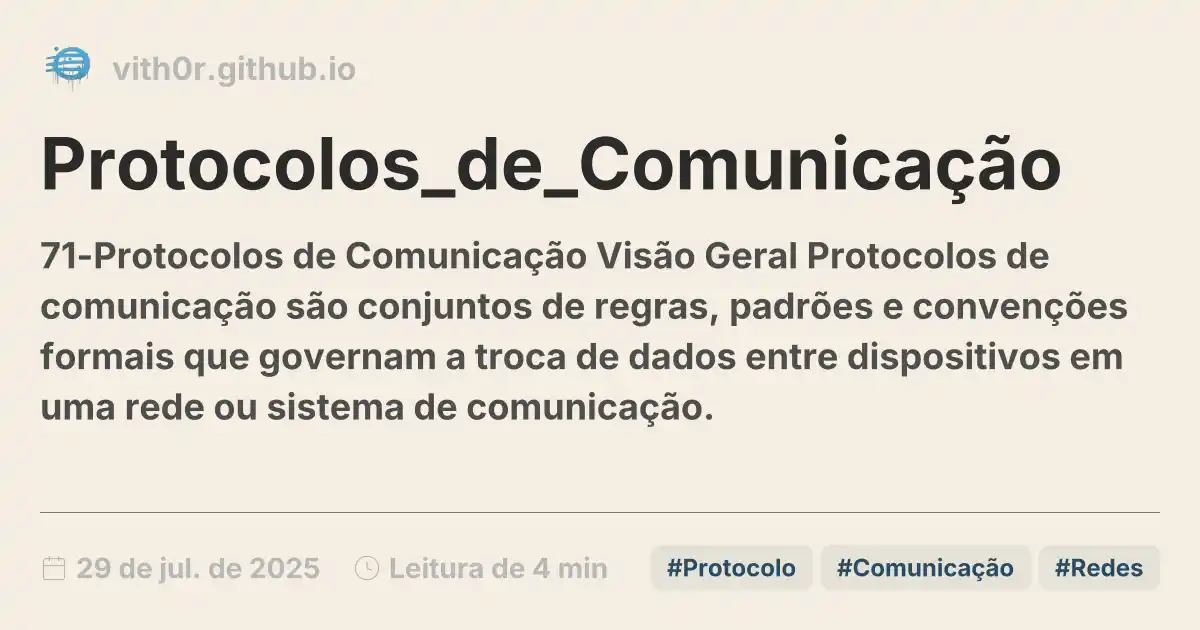 vith0r.github.io
Protocolos_de_Comunicação
71-Protocolos de Comunicação Visão Geral Protocolos de
comunicação são conjuntos de regras, padrões e convenções
formais que governam a troca de dados entre dispositivos em
uma rede ou sistema de comunicação.
29 de jul. de 2025 Leitura de 4 min #Protocolo #Comunicação #Redes